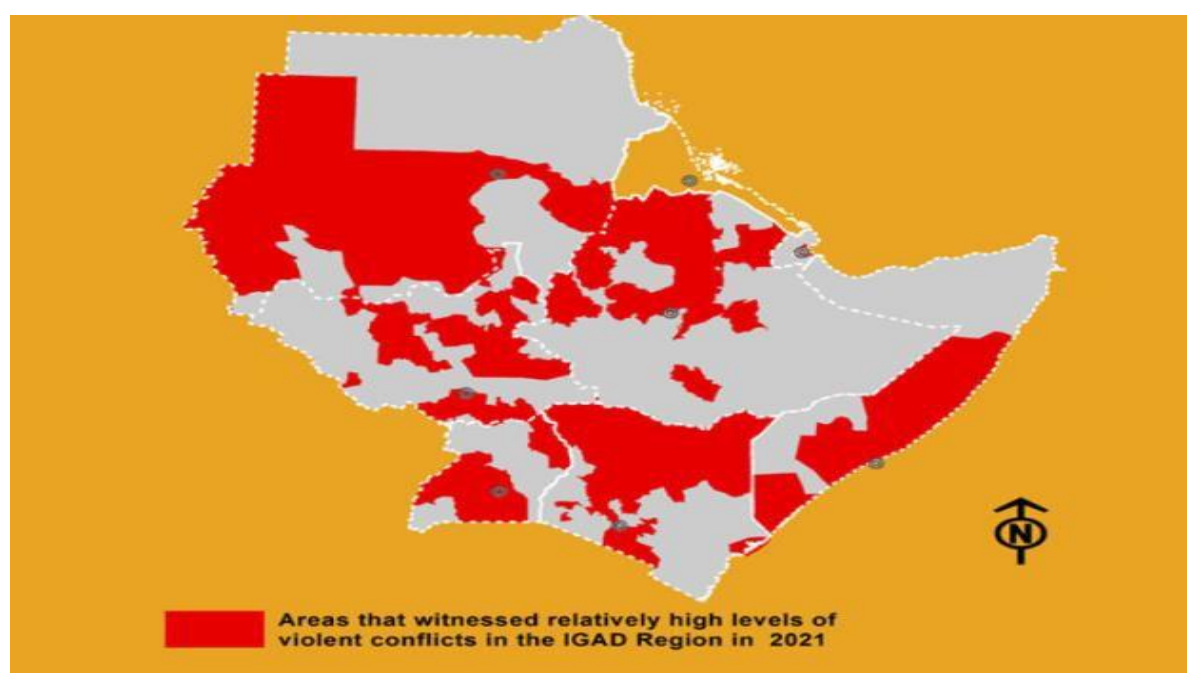 N
Areas that witnessed relatively high levels of
violent conflicts in the IGAD Region in 2021